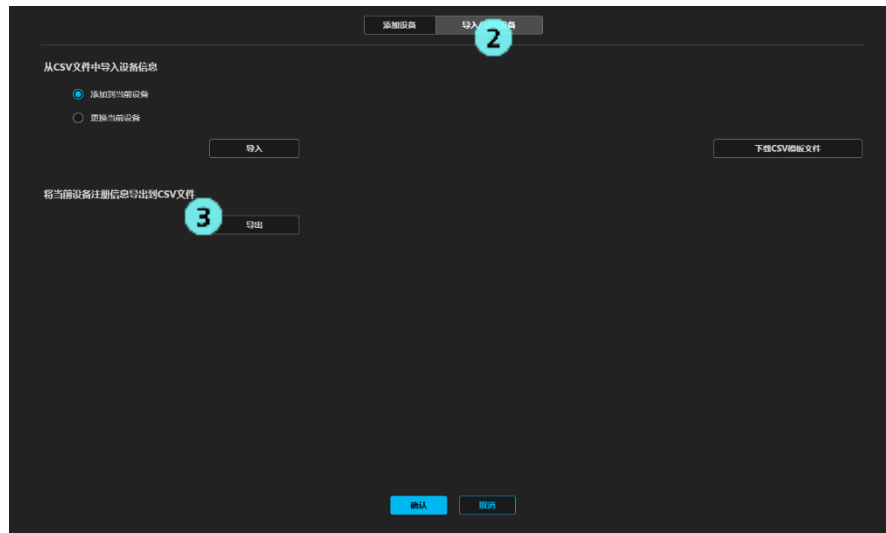 添加设备
导入 备
2
从CSV文件中导入设备信息
添加到当前设备
更换当前设备
导入
下载CSV模板文件
将当前设备注册信息导出到CSV文件
3
导出
确认
取消